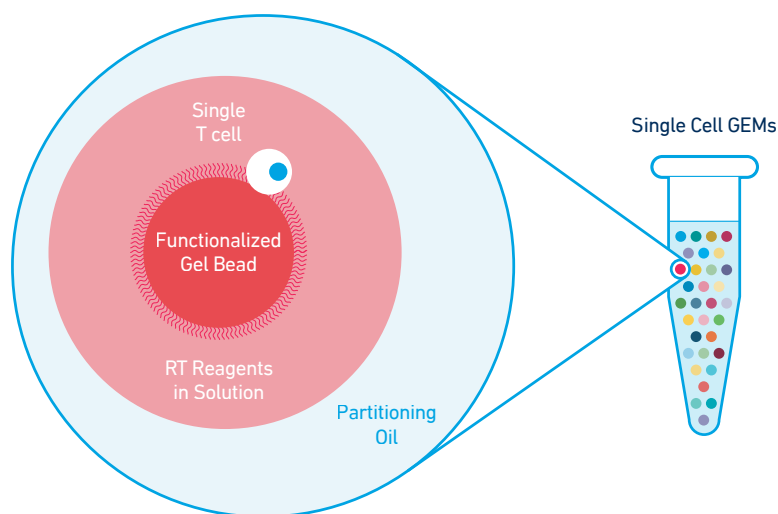 Single
T cell
Functionalized
Gel Bead
RT Reagents
in Solution
Partitioning
Oil
Single Cell GEMs